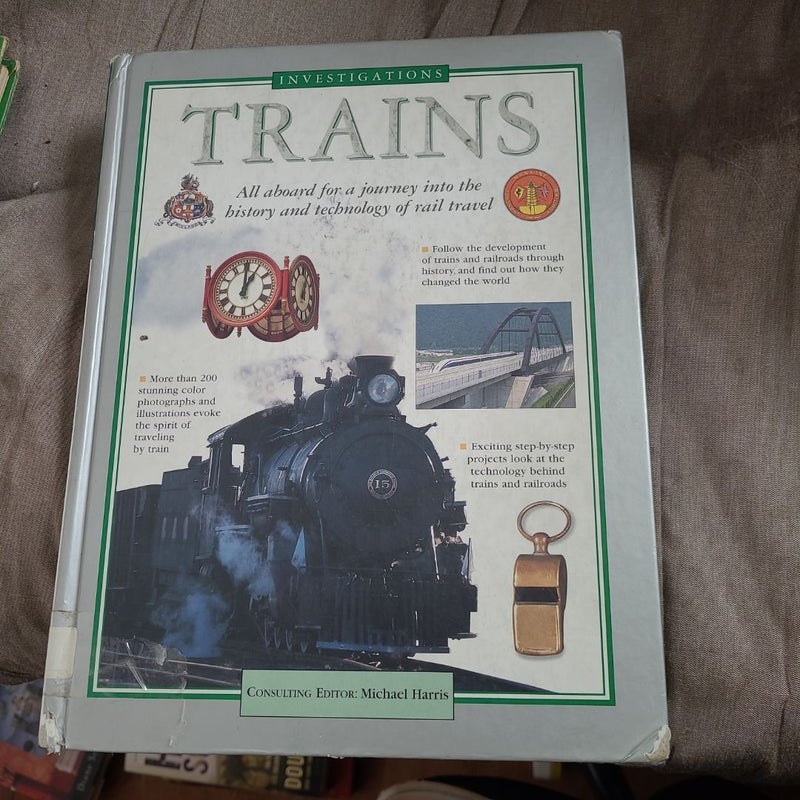 INVESTIGATIONS
TRAINS
All aboard for a journey into the
history and technology of rail travel
Follow the development
of trains and railroads through
history, and find out how they
changed the world
More than 200
stunning color
photographs and
illustrations evoke
the spirit of
traveling
by train
Exciting step-by-step
projects look at the
technology behind
trains and railroads
15
CONSULTING EDITOR: Michael Harris